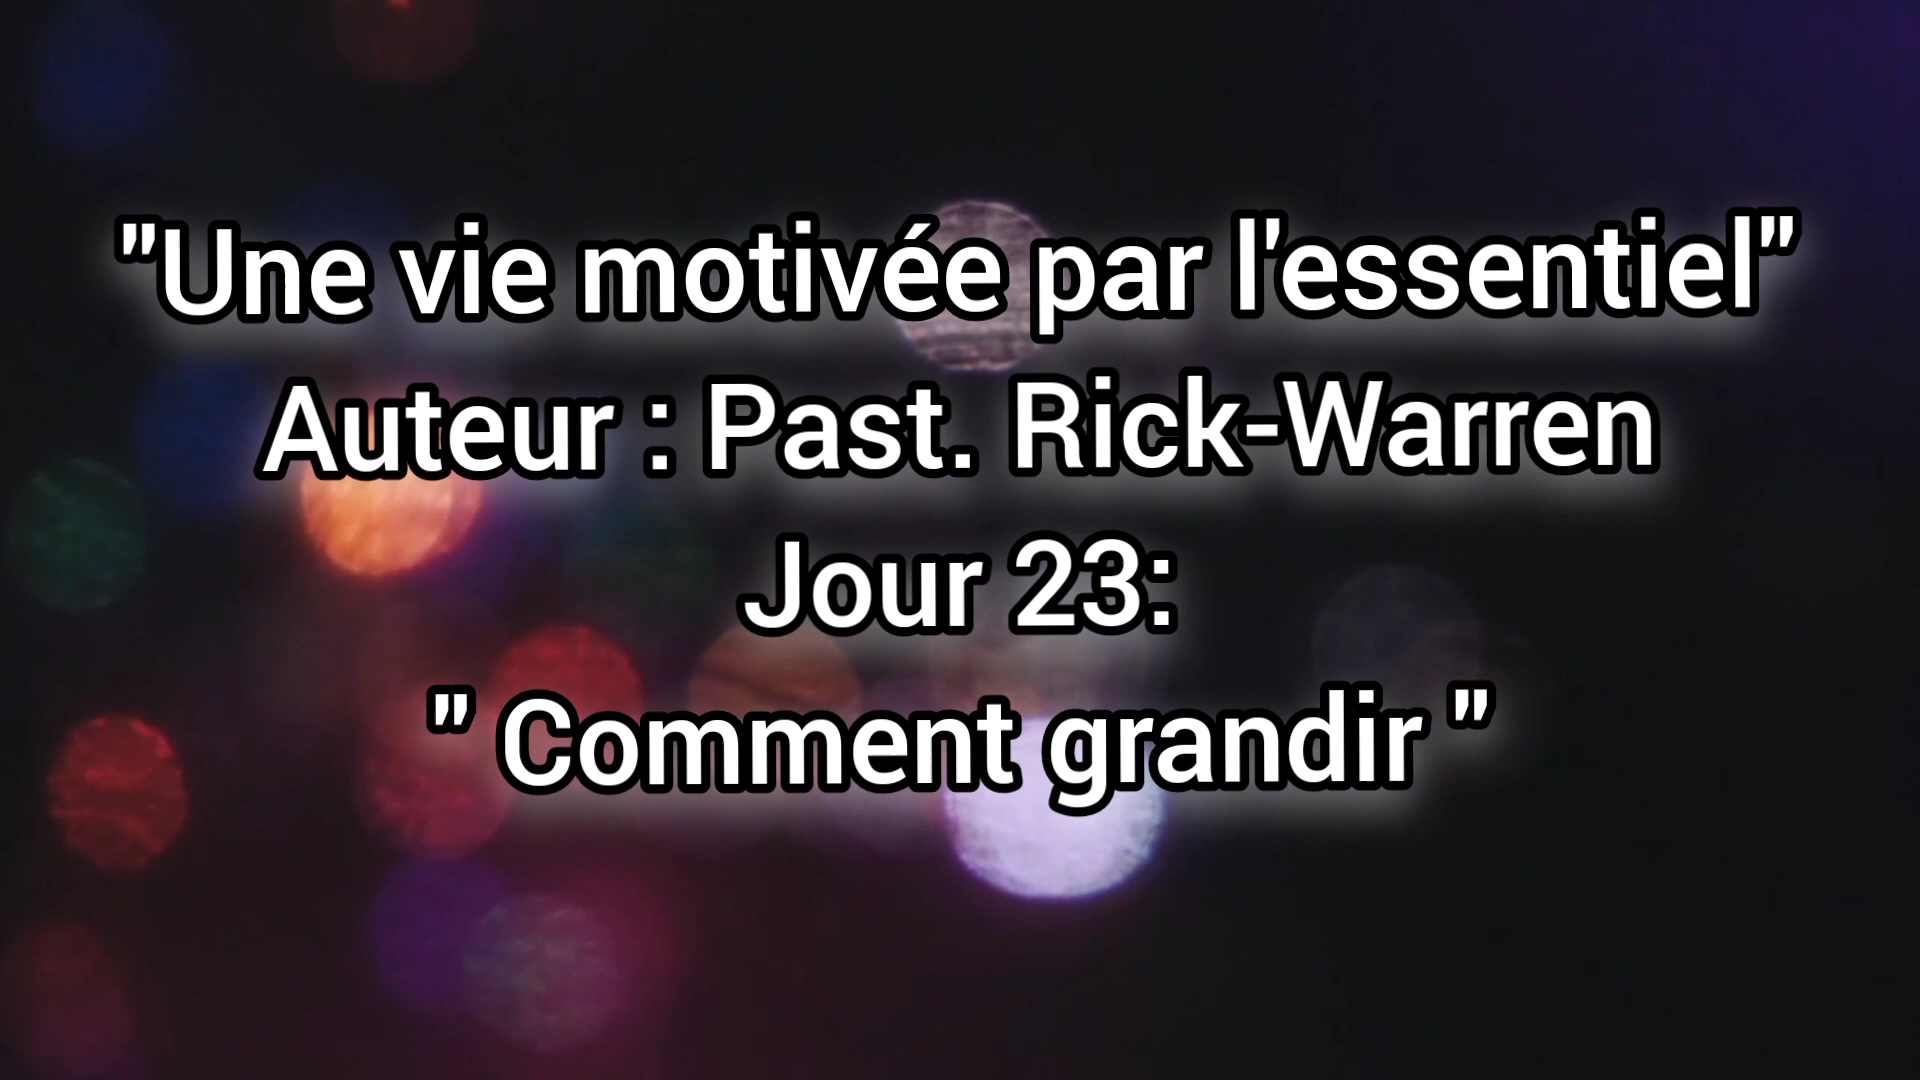 "Une vie motivée par l'essentiel"
Auteur : Past. Rick-Warren
Jour 23:
" Comment grandir "